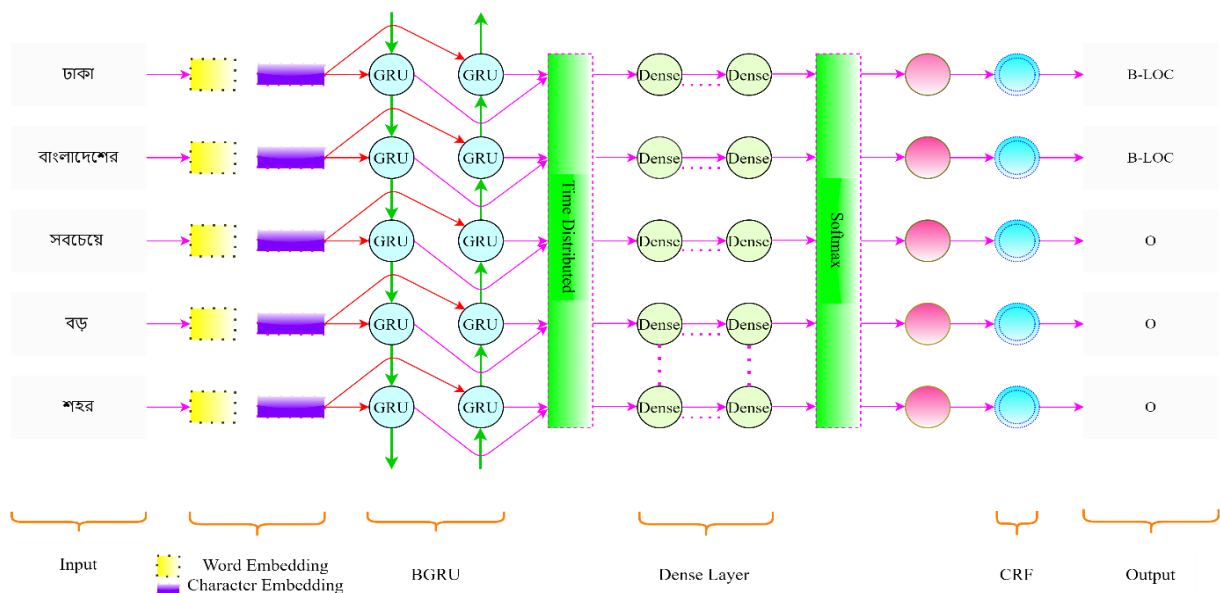 ঢাকা GRU GRU Dense Dense B-LOC
বাংলাদেশের GRU GRU Dense Dense B-LOC
সবচেয়ে GRU GRU Time Distributed Dense Dense Softmax O
বড় GRU GRU Dense Dense O
শহর GRU GRU Dense Dense O
Input Word Embedding BGRU Dense Layer CRF Output
Character Embedding